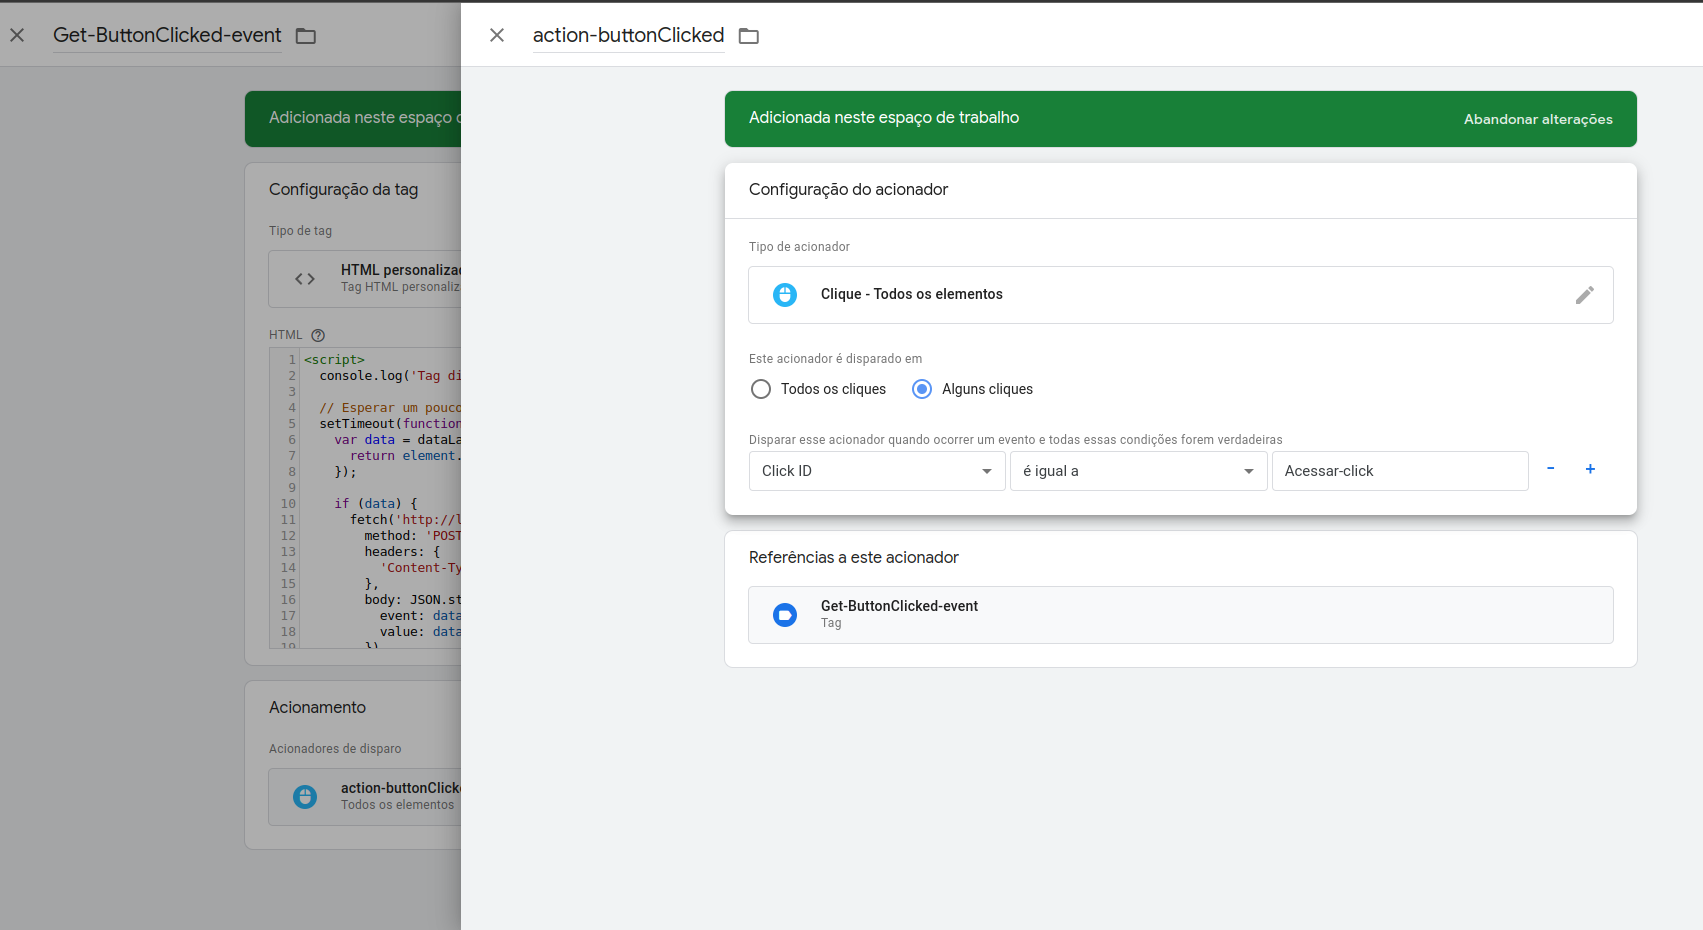 Get-ButtonClicked-event
Adicionada neste espaço
Configuração da tag
Tipo de tag
HTML personaliza
Tag HTML personaliz
HTML
1 <script>
2 console.log('Tag di
3
4 // Esperar um pouco
5 setTimeout(function
6 var data = dataLa
7 return element.
8 });
9
10 if (data) {
11 fetch('http://l
12 method: 'POST
13 headers: {
14 'Content-Ty
15 },
16 body: JSON.st
17 event: data
18 value: data
19 })
Acionamento
Acionadores de disparo
action-buttonClick
Todos os elementos
action-buttonClicked
Adicionada neste espaço de trabalho
Abandonar alterações
Configuração do acionador
Tipo de acionador
Clique - Todos os elementos
Este acionador é disparado em
Todos os cliques Alguns cliques
Disparar esse acionador quando ocorrer um evento e todas essas condições forem verdadeiras
Click ID é igual a Acessar-click - +
Referências a este acionador
Get-ButtonClicked-event
Tag